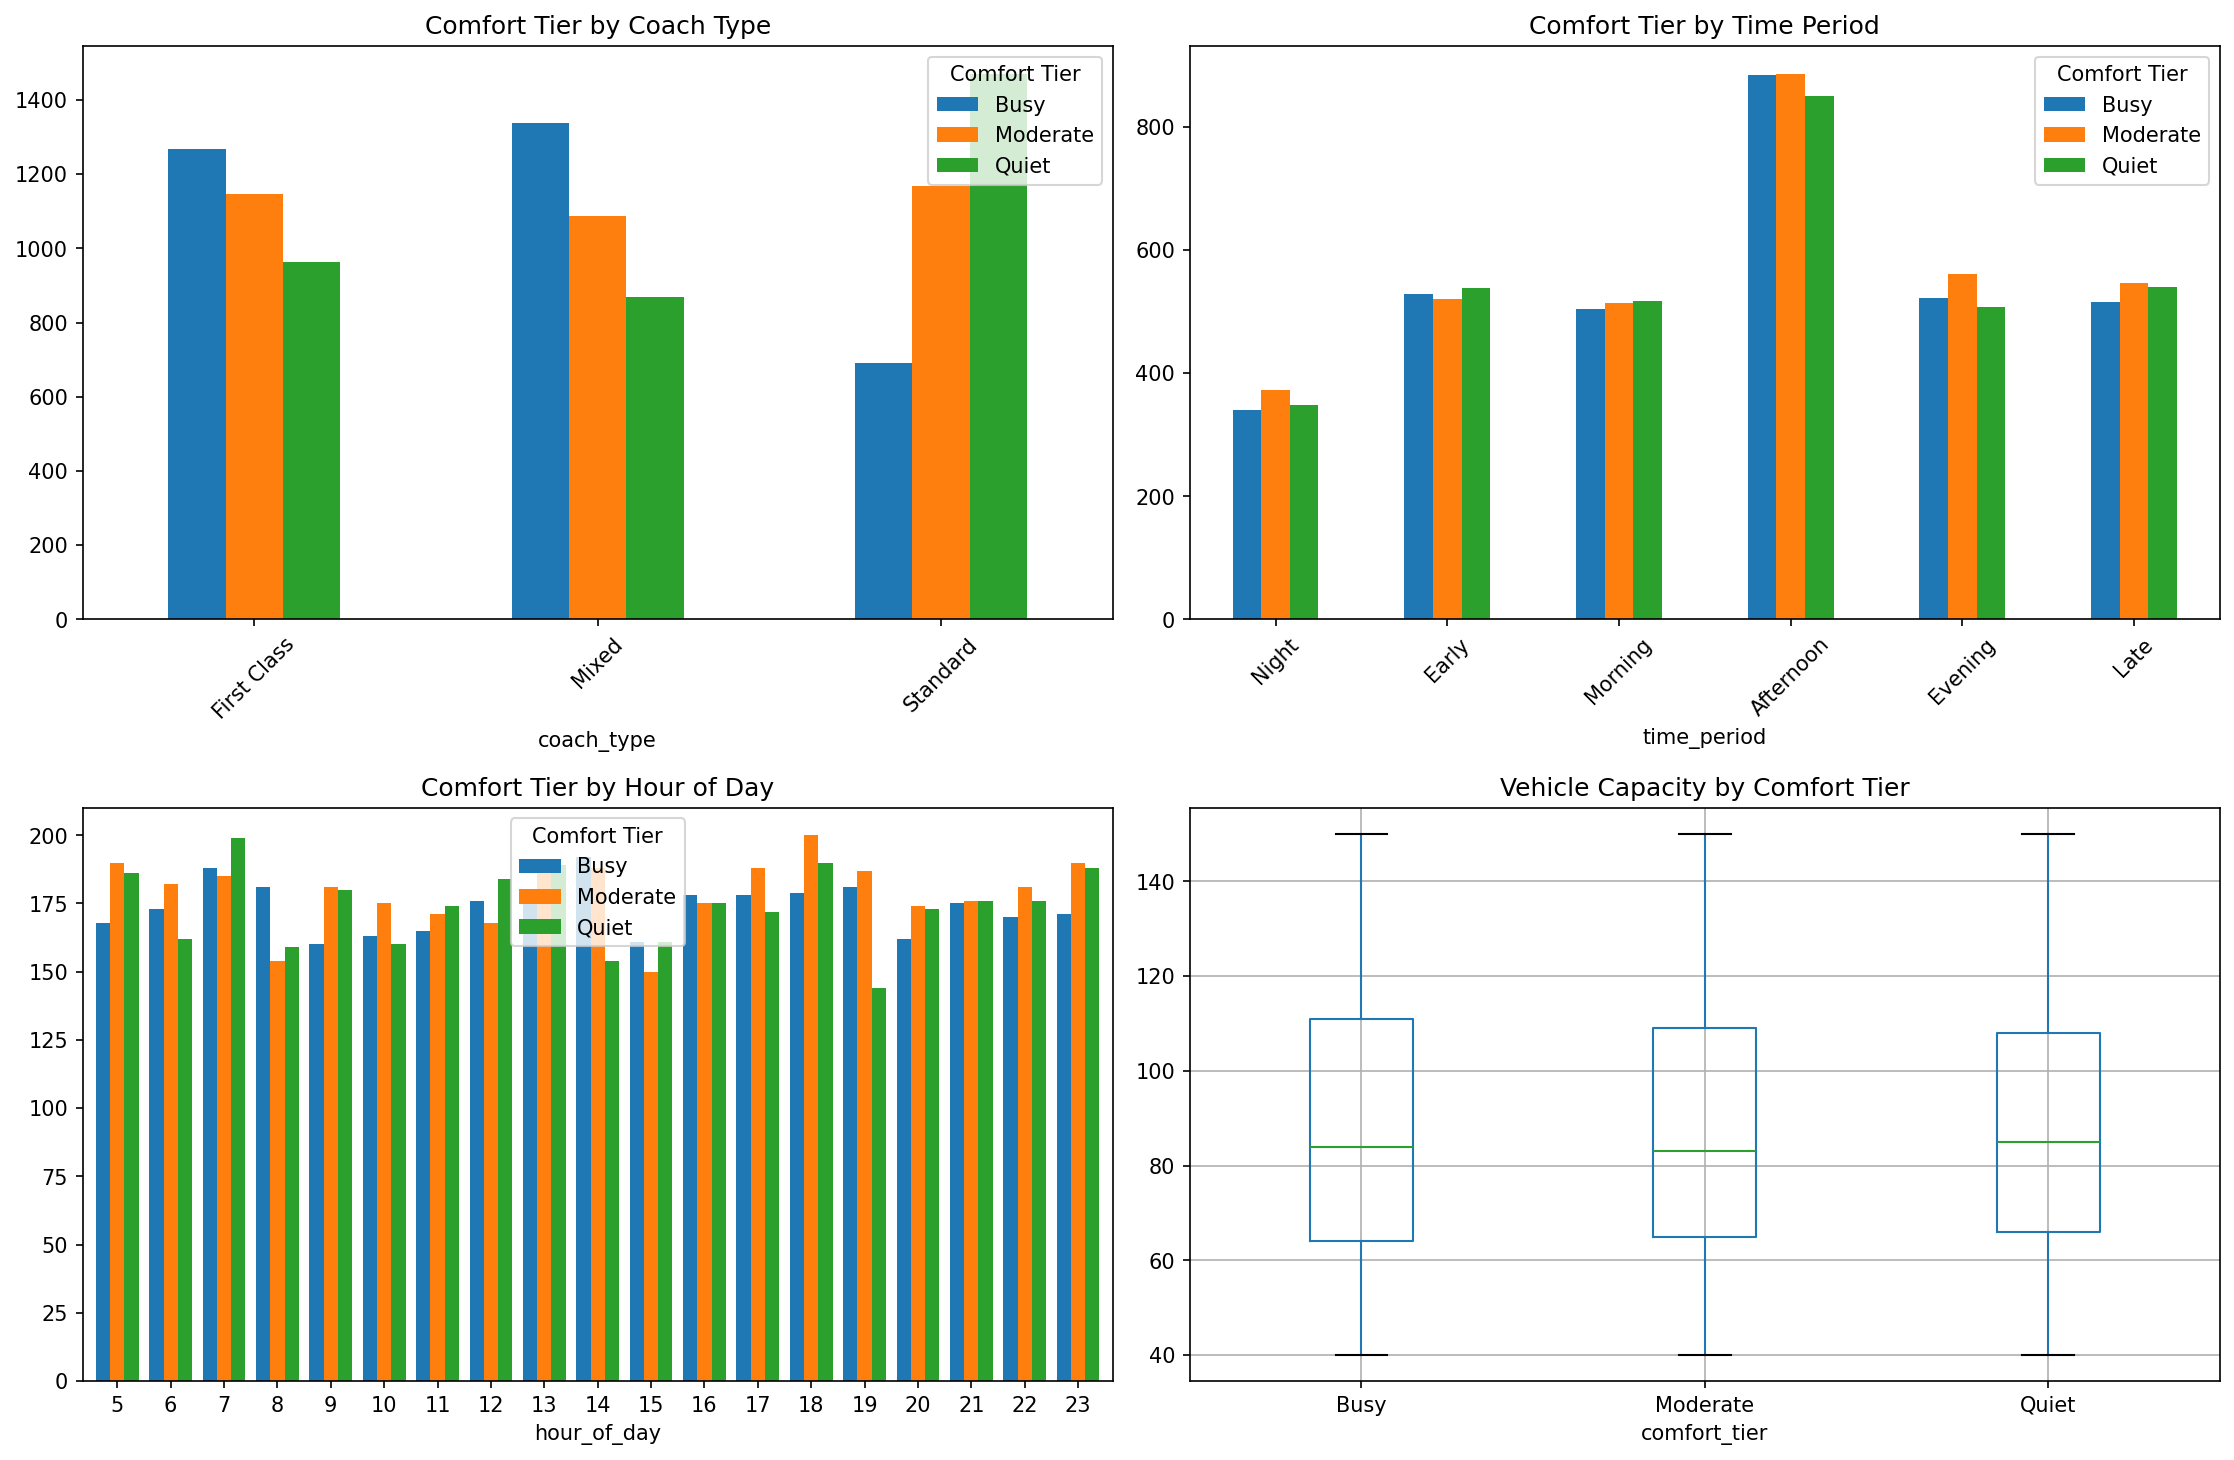 Comfort Tier by Coach Type
Comfort Tier
Busy
Moderate
Quiet
1400
1200
1000
800
600
400
200
0
First Class
Mixed
Standard
coach_type
Comfort Tier by Time Period
Comfort Tier
Busy
Moderate
Quiet
800
600
400
200
0
Night
Early
Morning
Afternoon
Evening
Late
time_period
Comfort Tier by Hour of Day
Comfort Tier
Busy
Moderate
Quiet
200
175
150
125
100
75
50
25
0
5 6 7 8 9 10 11 12 13 14 15 16 17 18 19 20 21 22 23
hour_of_day
Vehicle Capacity by Comfort Tier
140
120
100
80
60
40
Busy
Moderate
Quiet
comfort_tier